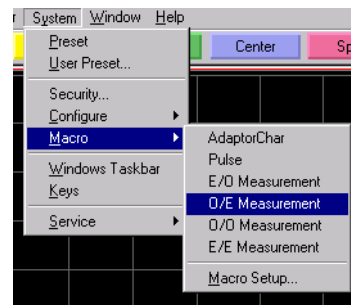 System Window Help
Preset
Center
Sp
User Preset...
Security...
Configure
Macro
AdaptorChar
Pulse
Windows Taskbar
E/O Measurement
Keys
O/E Measurement
Service
O/O Measurement
E/E Measurement
Macro Setup...